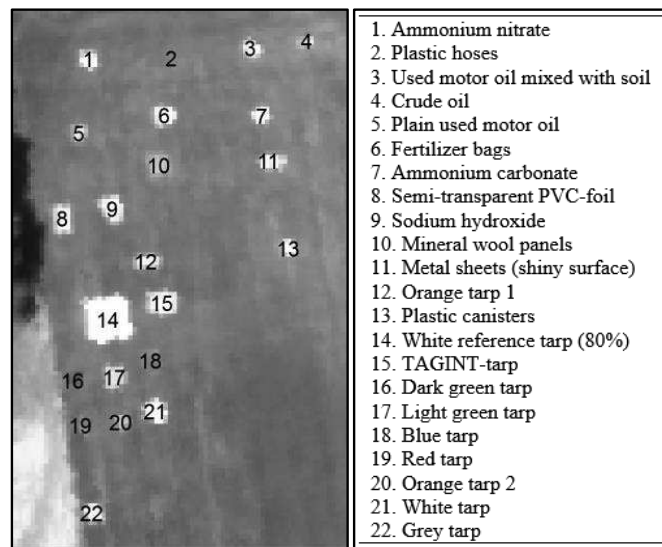 1 2 3 4
5 6 7
10 11
8 9
12 13
14 15
16 17 18
19 20 21
22
1. Ammonium nitrate
2. Plastic hoses
3. Used motor oil mixed with soil
4. Crude oil
5. Plain used motor oil
6. Fertilizer bags
7. Ammonium carbonate
8. Semi-transparent PVC-foil
9. Sodium hydroxide
10. Mineral wool panels
11. Metal sheets (shiny surface)
12. Orange tarp 1
13. Plastic canisters
14. White reference tarp (80%)
15. TAGINT-tarp
16. Dark green tarp
17. Light green tarp
18. Blue tarp
19. Red tarp
20. Orange tarp 2
21. White tarp
22. Grey tarp